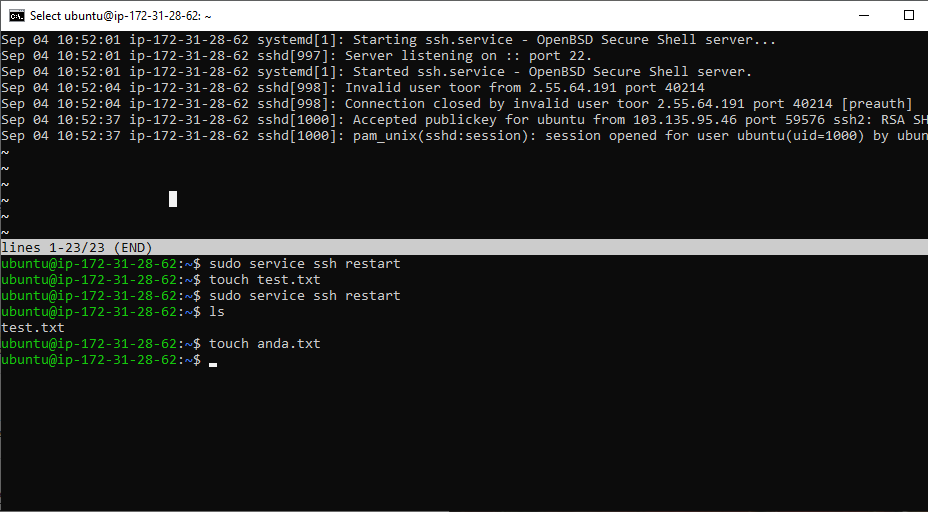 Select ubuntu@ip-172-31-28-62: ~
Sep 04 10:52:01 ip-172-31-28-62 systemd[1]: Starting ssh.service - OpenBSD Secure Shell server...
Sep 04 10:52:01 ip-172-31-28-62 sshd[997]: Server listening on :: port 22.
Sep 04 10:52:01 ip-172-31-28-62 systemd[1]: Started ssh.service - OpenBSD Secure Shell server.
Sep 04 10:52:04 ip-172-31-28-62 sshd[998]: Invalid user toor from 2.55.64.191 port 40214
Sep 04 10:52:04 ip-172-31-28-62 sshd[998]: Connection closed by invalid user toor 2.55.64.191 port 40214 [preauth]
Sep 04 10:52:37 ip-172-31-28-62 sshd[1000]: Accepted publickey for ubuntu from 103.135.95.46 port 59576 ssh2: RSA SH
Sep 04 10:52:37 ip-172-31-28-62 sshd[1000]: pam_unix(sshd:session): session opened for user ubuntu(uid=1000) by ubun
~
~
~
~
~
~
lines 1-23/23 (END)
ubuntu@ip-172-31-28-62:~$ sudo service ssh restart
ubuntu@ip-172-31-28-62:~$ touch test.txt
ubuntu@ip-172-31-28-62:~$ sudo service ssh restart
ubuntu@ip-172-31-28-62:~$ ls
test.txt
ubuntu@ip-172-31-28-62:~$ touch anda.txt
ubuntu@ip-172-31-28-62:~$